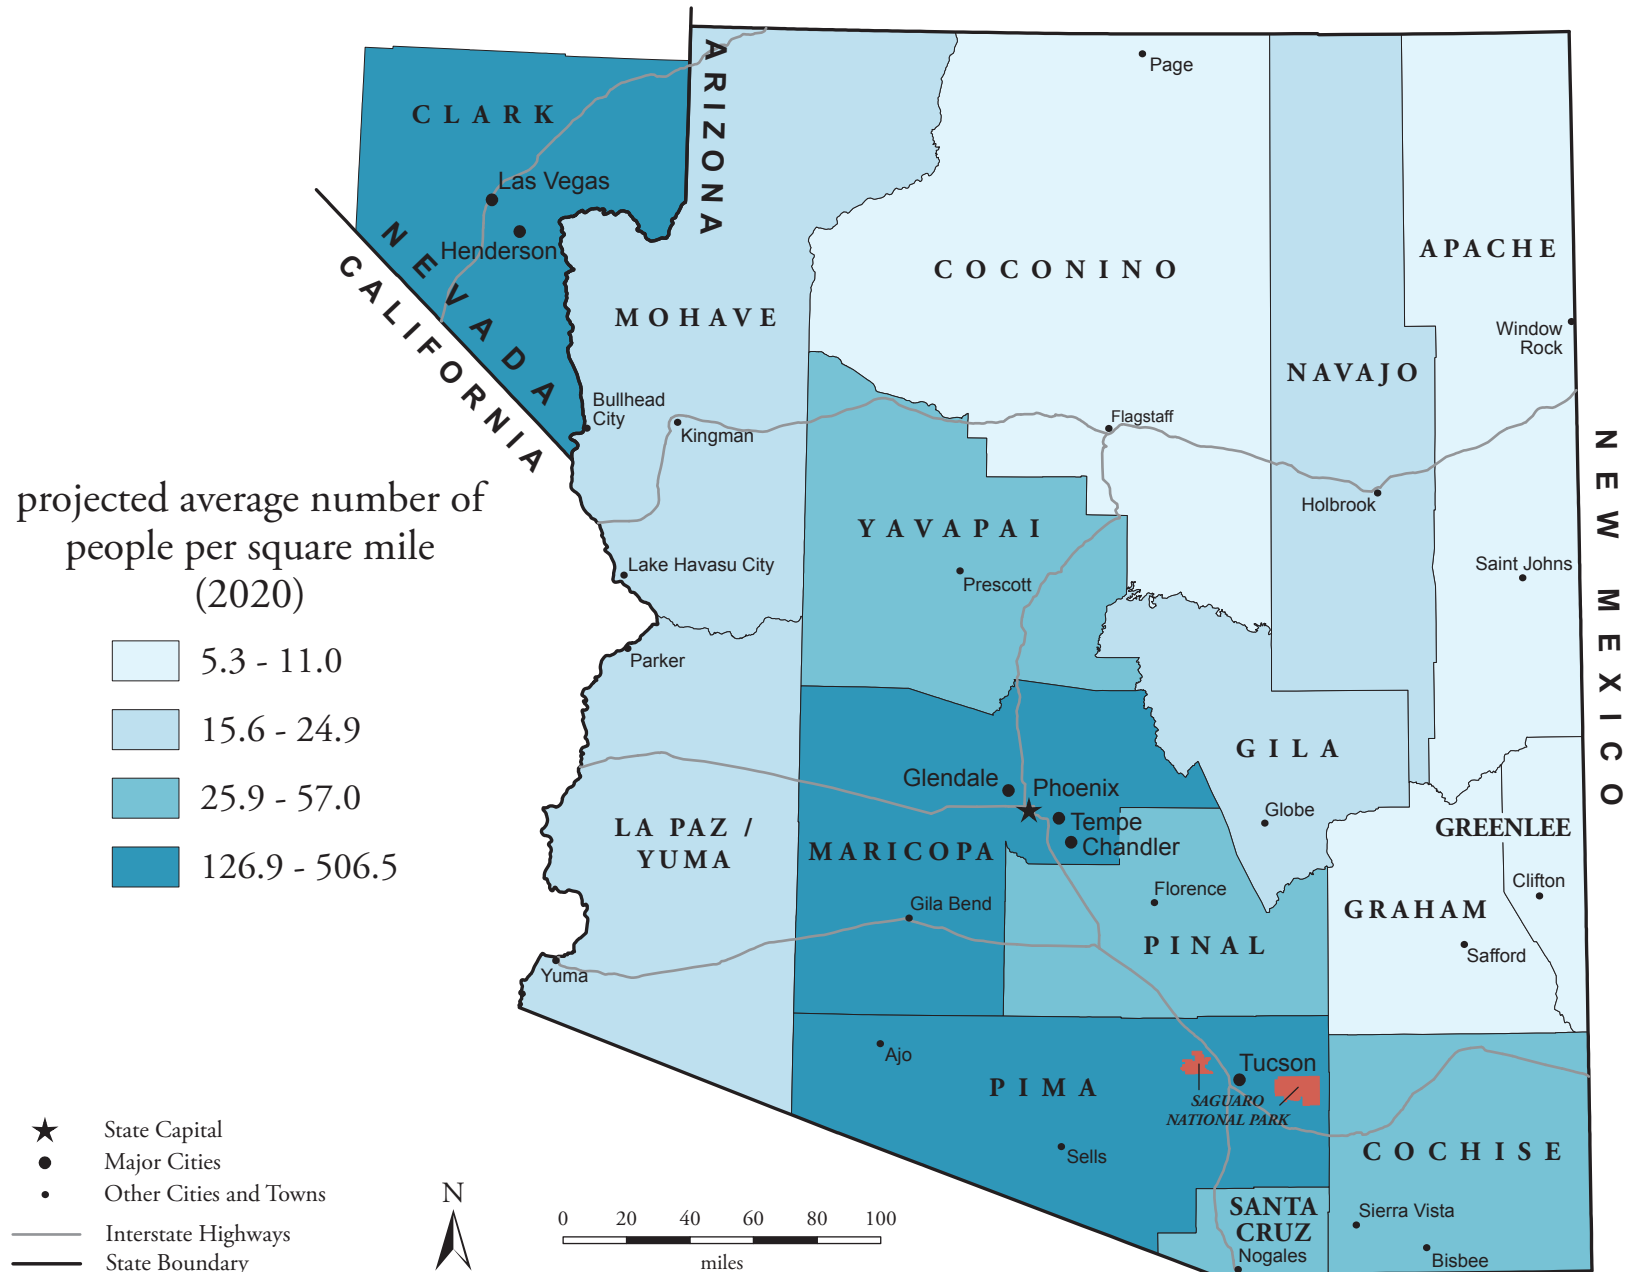 ARIZONA
Page
CLARK
Las Vegas
Henderson
NEVADA
CALIFORNIA
MOHAVE
COCONINO
APACHE
Window
Rock
NAVAJO
Bullhead
City
Kingman
Flagstaff
NEW MEXICO
Holbrook
YAVAPAI
Prescott
Lake Havasu City
Saint Johns
Parker
projected average number of
people per square mile
(2020)
5.3 - 11.0
15.6 - 24.9
25.9 - 57.0
126.9 - 506.5
GILA
Glendale
Phoenix
Tempe
Chandler
Globe
LA PAZ /
YUMA
MARICOPA
GREENLEE
Clifton
Florence
Gila Bend
GRAHAM
PINAL
Safford
Yuma
Ajo
PIMA
Tucson
SAGUARO
NATIONAL PARK
Sells
COCHISE
SANTA
CRUZ
Nogales
Sierra Vista
Bisbee
State Capital
Major Cities
Other Cities and Towns
Interstate Highways
State Boundary
N
0 20 40 60 80 100
miles